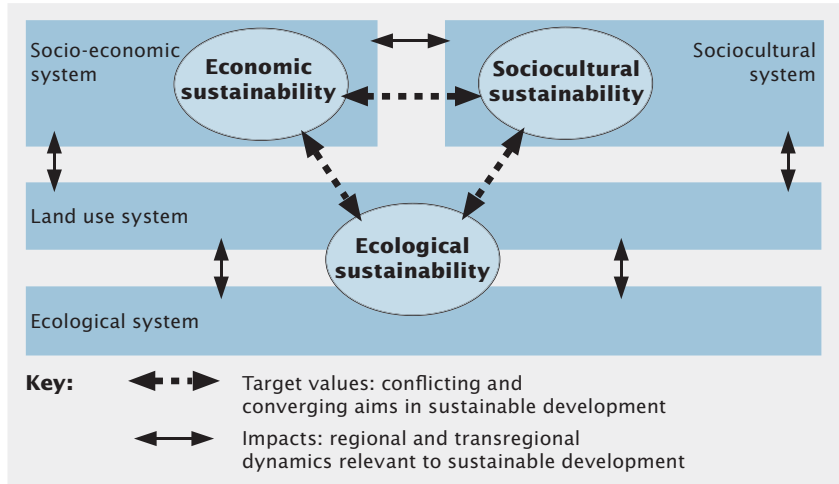 Socio-economic
system
Economic
sustainability
Sociocultural
sustainability
Sociocultural
system
Land use system
Ecological
sustainability
Ecological system
Key:
Target values: conflicting and
converging aims in sustainable development
Impacts: regional and transregional
dynamics relevant to sustainable development